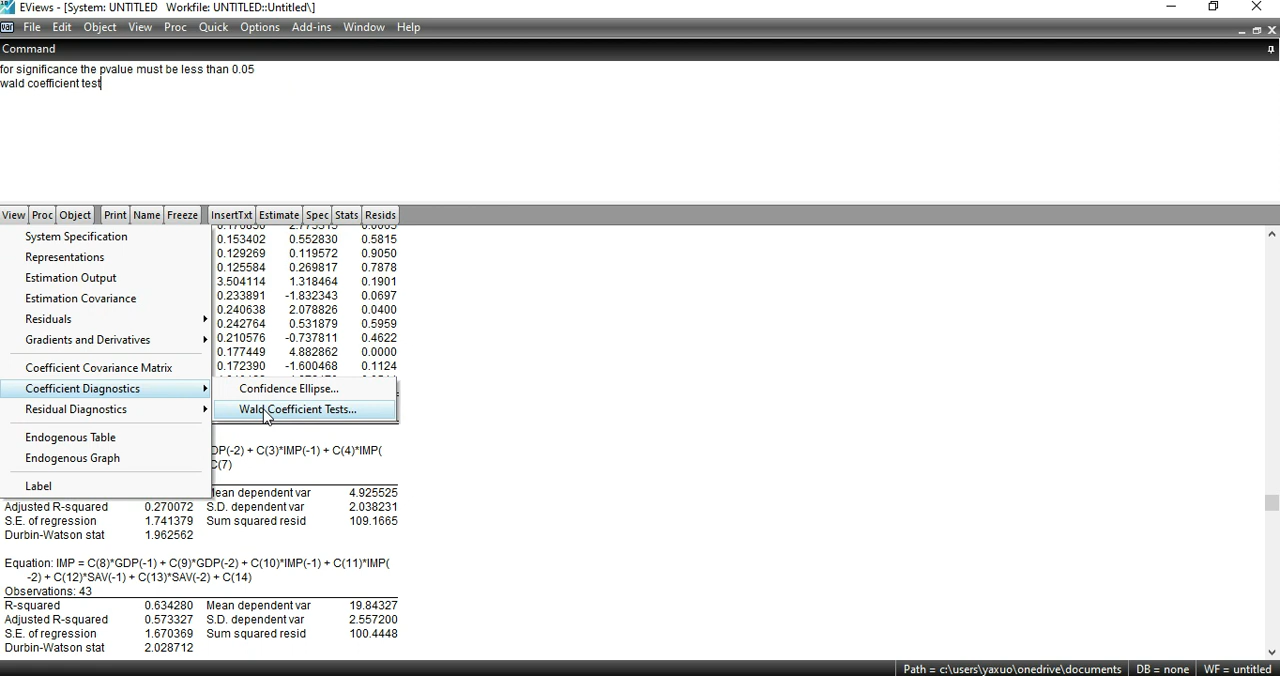 EViews - [System: UNTITLED Workfile: UNTITLED::Untitled\]
File Edit Object View Proc Quick Options Add-ins Window Help
Command
for significance the pvalue must be less than 0.05
wald coefficient test
View Proc Object Print Name Freeze InsertTxt Estimate Spec Stats Resids
System Specification
Representations
Estimation Output
Estimation Covariance
Residuals
Gradients and Derivatives
Coefficient Covariance Matrix
Coefficient Diagnostics
Residual Diagnostics
Endogenous Table
Endogenous Graph
Label
0.153402 0.552830 0.5815
0.129269 0.119572 0.9050
0.125584 0.269817 0.7878
3.504114 1.318464 0.1901
0.233891 -1.832343 0.0697
0.240638 2.078826 0.0400
0.242764 0.531879 0.5959
0.210576 -0.737811 0.4622
0.177449 4.882862 0.0000
0.172390 -1.600468 0.1124
Confidence Ellipse...
Wald Coefficient Tests...
DP(-2) + C(3)*IMP(-1) + C(4)*IMP(
C(7)
Mean dependent var 4.925525
Adjusted R-squared 0.270072 S.D. dependent var 2.038231
S.E. of regression 1.741379 Sum squared resid 109.1665
Durbin-Watson stat 1.962562
Equation: IMP = C(8)*GDP(-1) + C(9)*GDP(-2) + C(10)*IMP(-1) + C(11)*IMP(
-2) + C(12)*SAV(-1) + C(13)*SAV(-2) + C(14)
Observations: 43
R-squared 0.634280 Mean dependent var 19.84327
Adjusted R-squared 0.573327 S.D. dependent var 2.557200
S.E. of regression 1.670369 Sum squared resid 100.4448
Durbin-Watson stat 2.028712
Path = c:\users\yaxuo\onedrive\documents DB = none WF = untitled